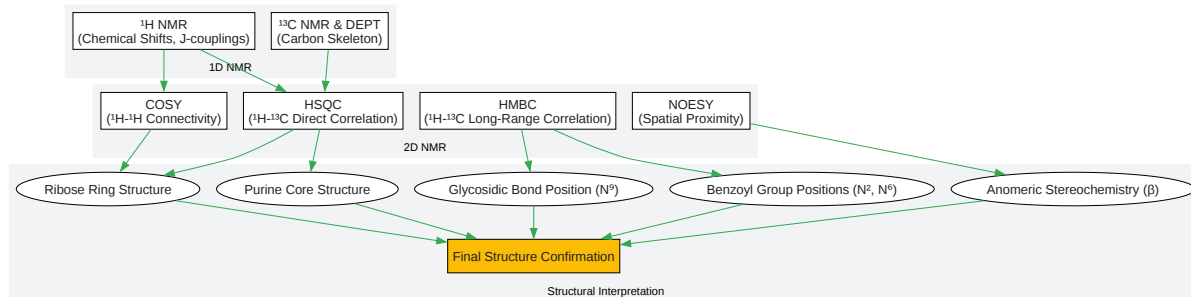 ¹H NMR
(Chemical Shifts, J-couplings)
¹³C NMR & DEPT
(Carbon Skeleton)
1D NMR
COSY
(¹H-¹H Connectivity)
HSQC
(¹H-¹³C Direct Correlation)
HMBC
(¹H-¹³C Long-Range Correlation)
NOESY
(Spatial Proximity)
2D NMR
Ribose Ring Structure
Purine Core Structure
Glycosidic Bond Position (N⁹)
Benzoyl Group Positions (N², N⁶)
Anomeric Stereochemistry (β)
Final Structure Confirmation
Structural Interpretation